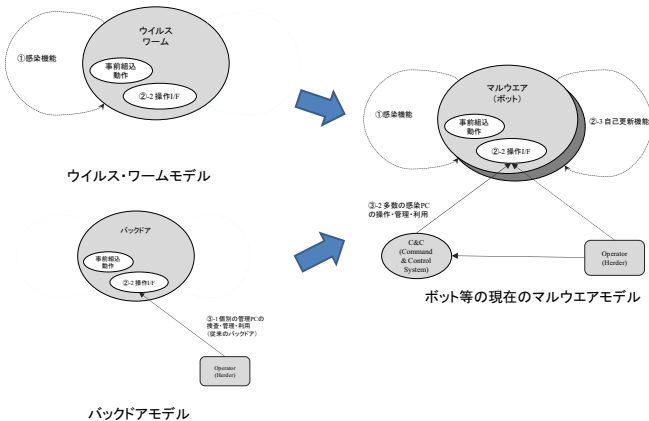 ウイルス
ワーム
①感染機能
事前組込
動作
②-2 操作I/F
ウイルス・ワームモデル
バックドア
事前組込
動作
②-2 操作I/F
③-1 個別の管理PCの
捜査・管理・利用
(従来のバックドア)
Operator
(Herder)
バックドアモデル
マルウエア
(ボット)
①感染機能
事前組込
動作
②-2 操作I/F
②-3 自己更新機能
③-2 多数の感染PC
の操作・管理・利用
C&C
(Command
& Control
System)
Operator
(Herder)
ボット等の現在のマルウエアモデル